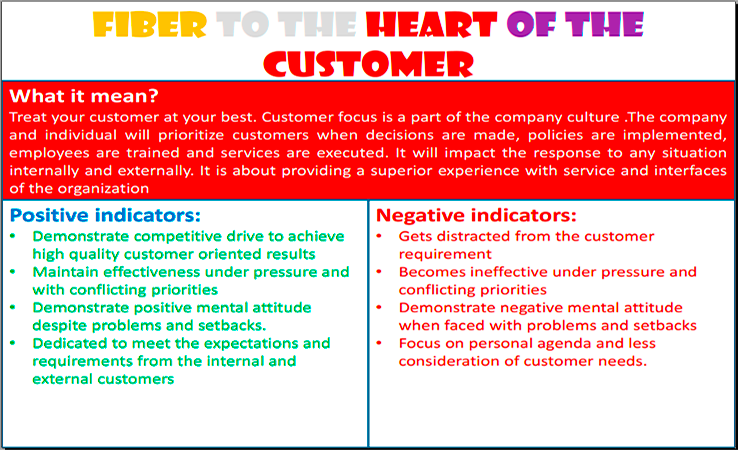 FIBER TO THE HEART OF THE
CUSTOMER
What it mean?
Treat your customer at your best. Customer focus is a part of the company culture .The company
and individual will prioritize customers when decisions are made, policies are implemented,
employees are trained and services are executed. It will impact the response to any situation
internally and externally. It is about providing a superior experience with service and interfaces
of the organization
Positive indicators:
• Demonstrate competitive drive to achieve
high quality customer oriented results
• Maintain effectiveness under pressure and
with conflicting priorities
• Demonstrate positive mental attitude
despite problems and setbacks.
• Dedicated to meet the expectations and
requirements from the internal and
external customers
Negative indicators:
• Gets distracted from the customer
requirement
• Becomes ineffective under pressure and
conflicting priorities
• Demonstrate negative mental attitude
when faced with problems and setbacks
• Focus on personal agenda and less
consideration of customer needs.